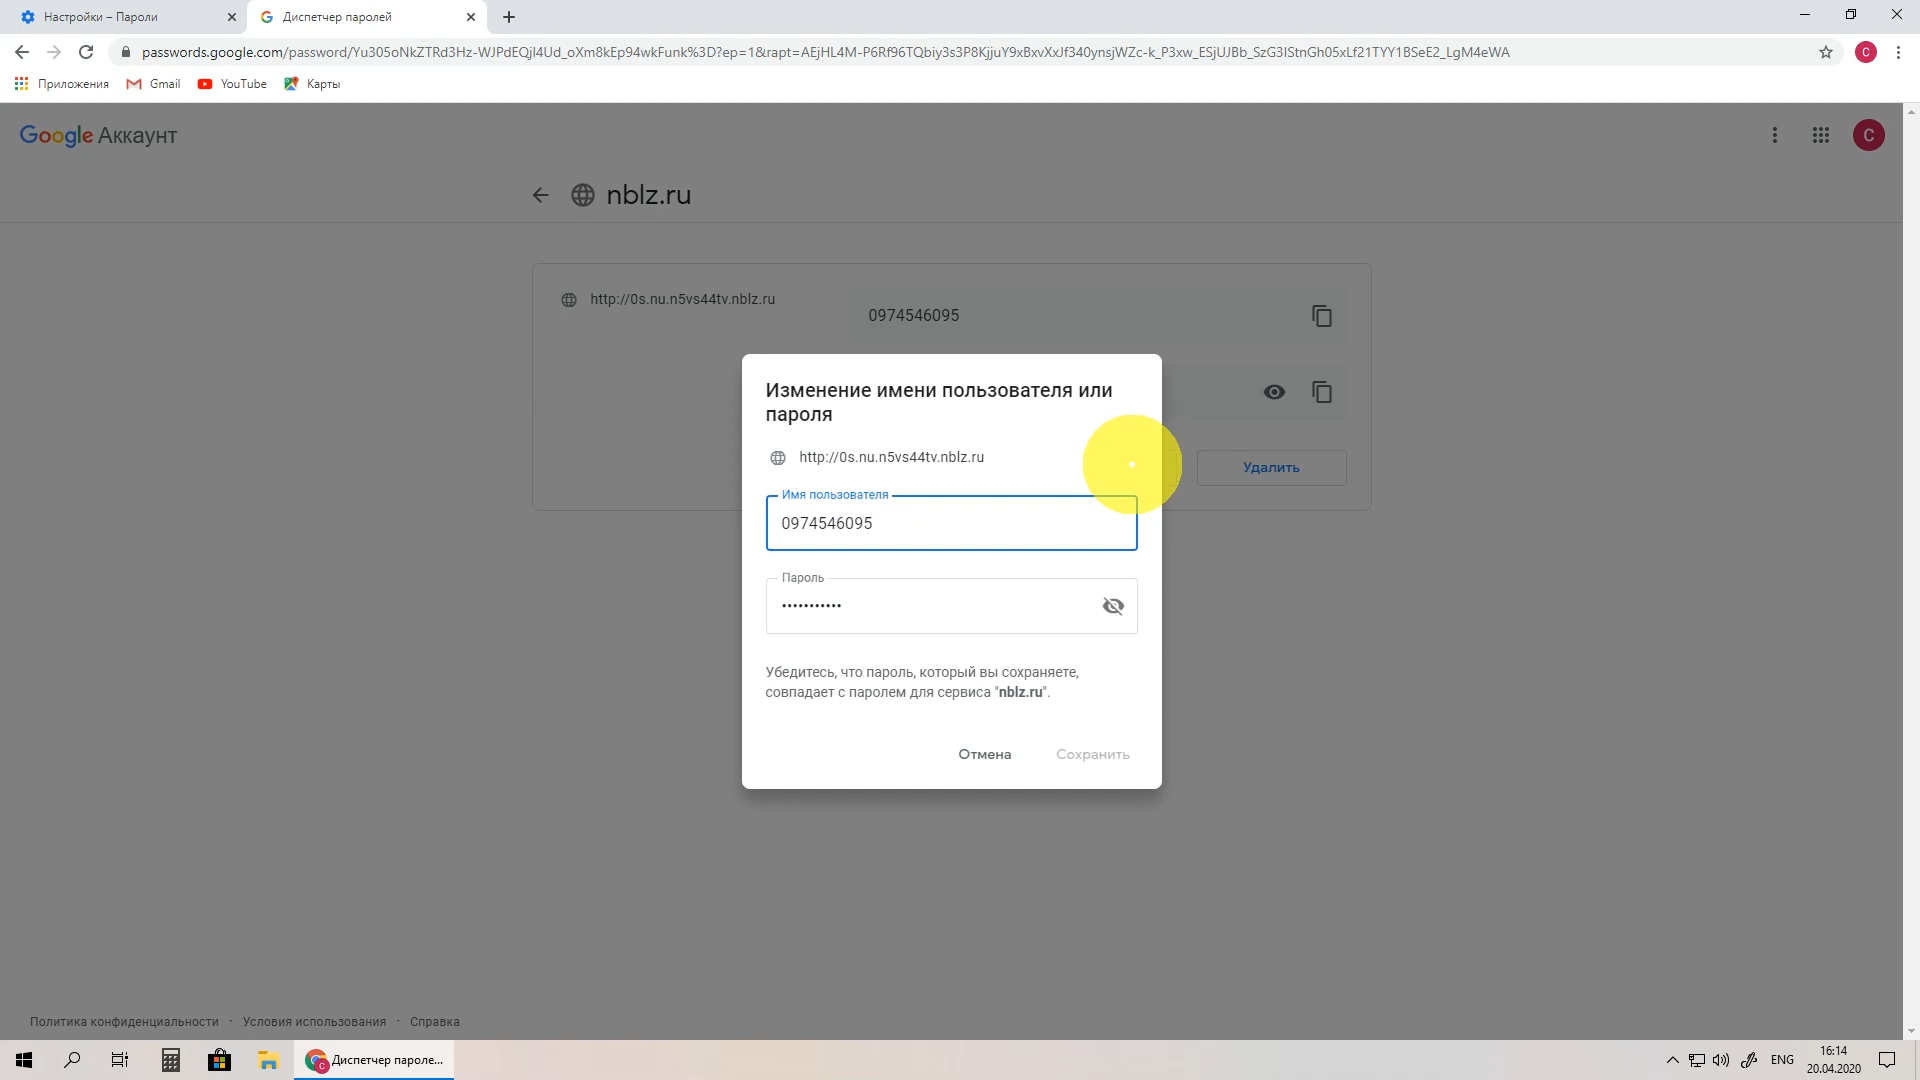 Настройки – Пароли
Диспетчер паролей
passwords.google.com/password/Yu305oNkZTRd3Hz-WJPdEQjI4Ud_oXm8kEp94wkFunk%3D?ep=1&rapt=AEjHL4M-P6Rf96TQbiy3s3P8KjjuY9xBxvXxJf340ynsjWZc-k_P3xw_ESjUJBb_SzG3IStnGh05xLf21TYY1BSeE2_LgM4eWA
C
Приложения Gmail YouTube Карты
Google Аккаунт
C
nblz.ru
http://0s.nu.n5vs44tv.nblz.ru
0974546095
Изменение имени пользователя или
пароля
http://0s.nu.n5vs44tv.nblz.ru
Удалить
Имя пользователя
0974546095
Пароль
•••••••••••
Убедитесь, что пароль, который вы сохраняете,
совпадает с паролем для сервиса "nblz.ru".
Отмена Сохранить
Политика конфиденциальности · Условия использования · Справка
C
Диспетчер пароле...
ENG
16:14
20.04.2020